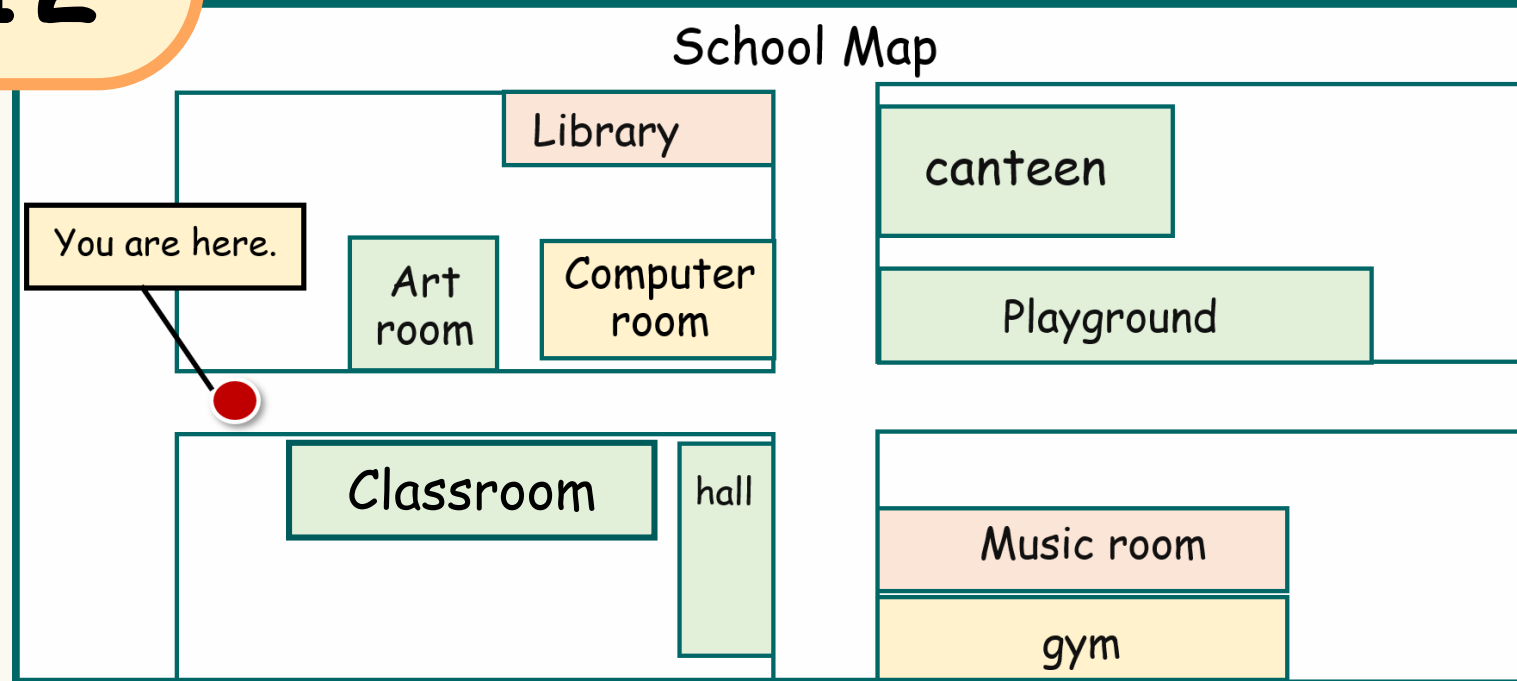 School Map
Library
canteen
You are here.
Art
room
Computer
room
Playground
Classroom
hall
Music room
gym